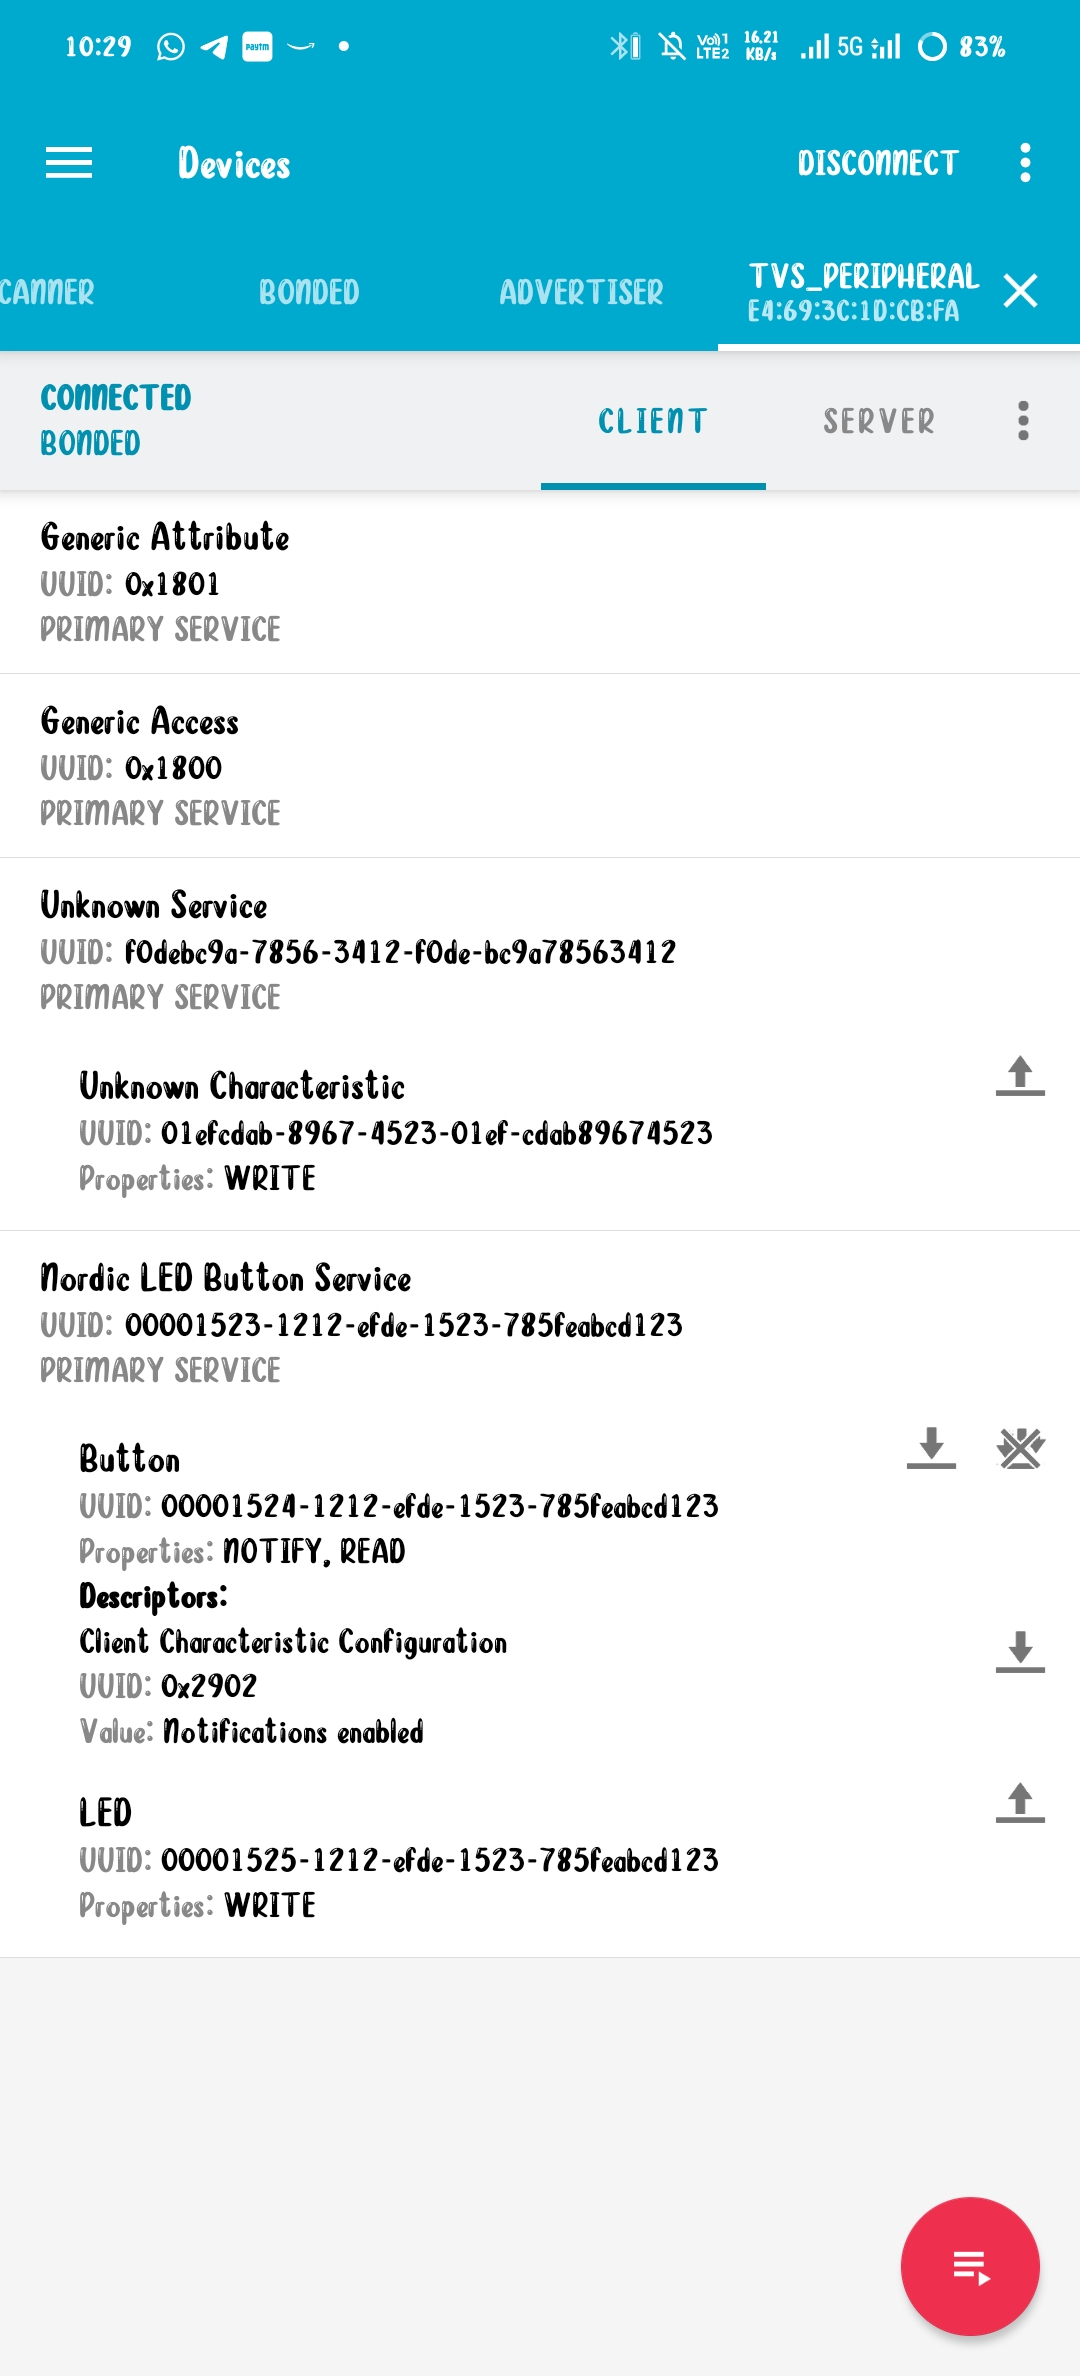 10:29 paytm Vo)) 1 LTE2 16.21 KB/s 5G 83%
Devices DISCONNECT
CANNER BONDED ADVERTISER TVS_PERIPHERAL
E4:69:3C:1D:CB:FA
CONNECTED
BONDED
CLIENT SERVER
Generic Attribute
UUID: 0x1801
PRIMARY SERVICE
Generic Access
UUID: 0x1800
PRIMARY SERVICE
Unknown Service
UUID: f0debc9a-7856-3412-f0de-bc9a78563412
PRIMARY SERVICE
Unknown Characteristic
UUID: 01efcdab-8967-4523-01ef-cdab89674523
Properties: WRITE
Nordic LED Button Service
UUID: 00001523-1212-efde-1523-785feabcd123
PRIMARY SERVICE
Button
UUID: 00001524-1212-efde-1523-785feabcd123
Properties: NOTIFY, READ
Descriptors:
Client Characteristic Configuration
UUID: 0x2902
Value: Notifications enabled
LED
UUID: 00001525-1212-efde-1523-785feabcd123
Properties: WRITE